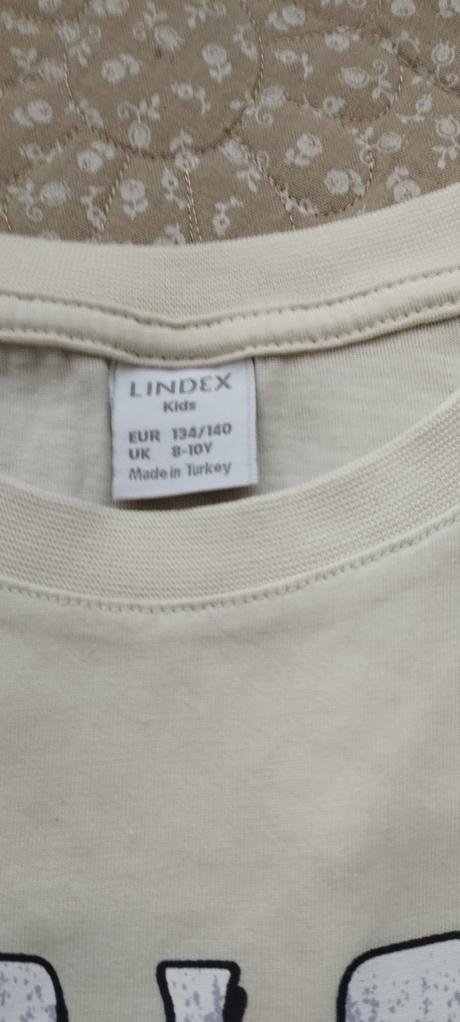 LINDEX
Kids
EUR 134/140
UK 8-10Y
Made in Turkey